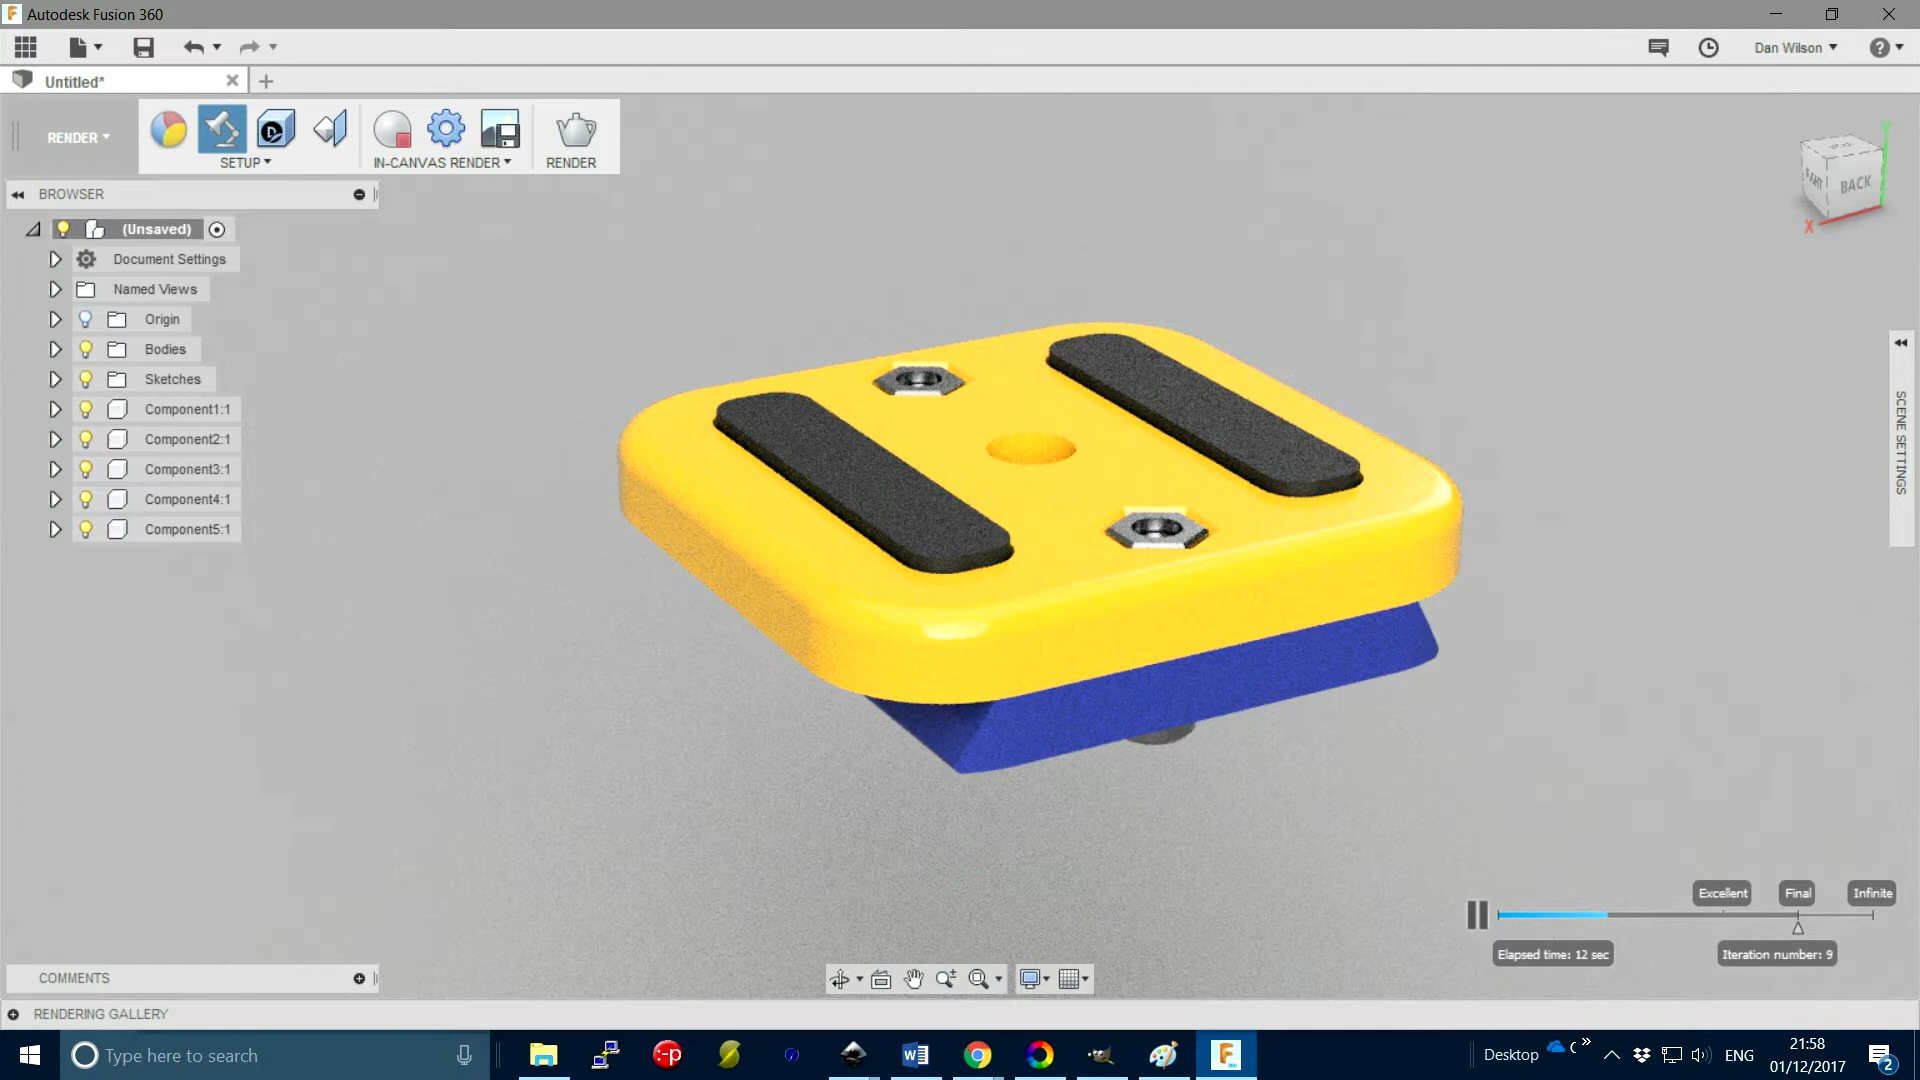 Autodesk Fusion 360
Dan Wilson
Untitled*
RENDER
SETUP
IN-CANVAS RENDER
RENDER
BROWSER
(Unsaved)
Document Settings
Named Views
Origin
Bodies
Sketches
Component1:1
Component2:1
Component3:1
Component4:1
Component5:1
BACK
X
SCENE SETTINGS
Excellent
Final
Infinite
Elapsed time: 12 sec
Iteration number: 9
COMMENTS
RENDERING GALLERY
Type here to search
:-p
Desktop
ENG
21:58
01/12/2017
2